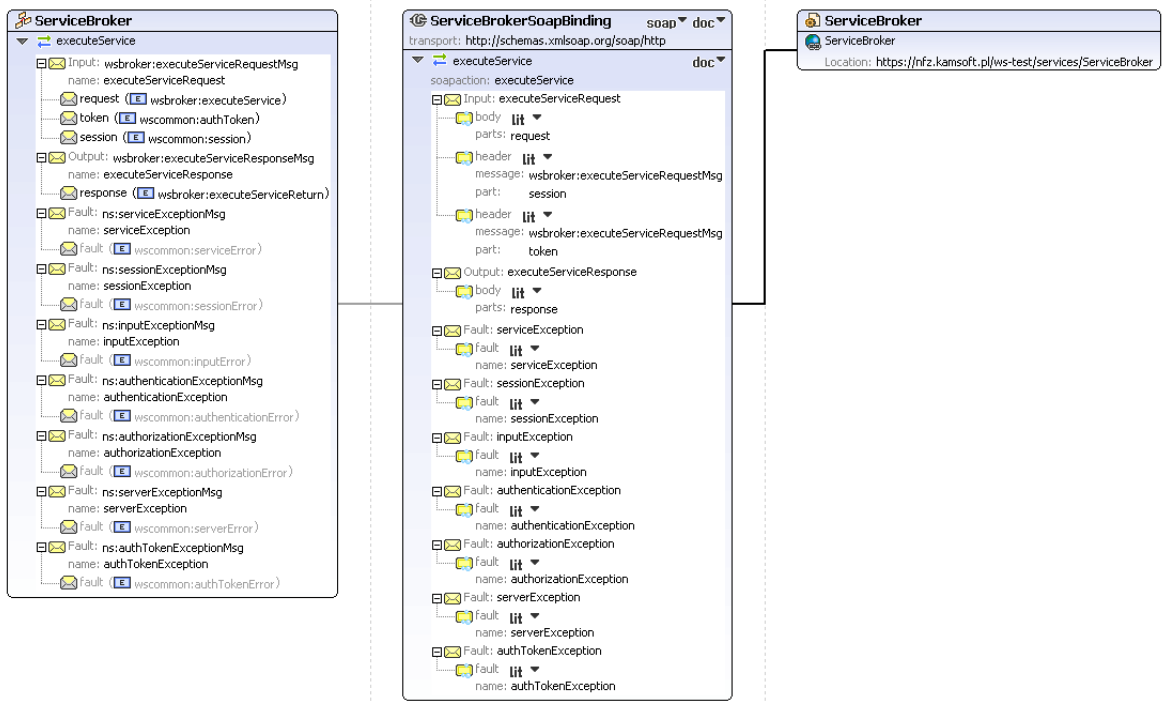 ServiceBroker
executeService
Input: wsbroker:executeServiceRequestMsg
name: executeServiceRequest
request (E wsbroker:executeService)
token (E wscommon:authToken)
session (E wscommon:session)
Output: wsbroker:executeServiceResponseMsg
name: executeServiceResponse
response (E wsbroker:executeServiceReturn)
Fault: ns:serviceExceptionMsg
name: serviceException
fault (E wscommon:serviceError)
Fault: ns:sessionExceptionMsg
name: sessionException
fault (E wscommon:sessionError)
Fault: ns:inputExceptionMsg
name: inputException
fault (E wscommon:inputError)
Fault: ns:authenticationExceptionMsg
name: authenticationException
fault (E wscommon:authenticationError)
Fault: ns:authorizationExceptionMsg
name: authorizationException
fault (E wscommon:authorizationError)
Fault: ns:serverExceptionMsg
name: serverException
fault (E wscommon:serverError)
Fault: ns:authTokenExceptionMsg
name: authTokenException
fault (E wscommon:authTokenError)
ServiceBrokerSoapBinding soap doc
transport: http://schemas.xmlsoap.org/soap/http
executeService doc
soapaction: executeService
Input: executeServiceRequest
body lit
parts: request
header lit
message: wsbroker:executeServiceRequestMsg
part: session
header lit
message: wsbroker:executeServiceRequestMsg
part: token
Output: executeServiceResponse
body lit
parts: response
Fault: serviceException
fault lit
name: serviceException
Fault: sessionException
fault lit
name: sessionException
Fault: inputException
fault lit
name: inputException
Fault: authenticationException
fault lit
name: authenticationException
Fault: authorizationException
fault lit
name: authorizationException
Fault: serverException
fault lit
name: serverException
Fault: authTokenException
fault lit
name: authTokenException
ServiceBroker
ServiceBroker
Location: https://nfz.kamsoft.pl/ws-test/services/ServiceBroker